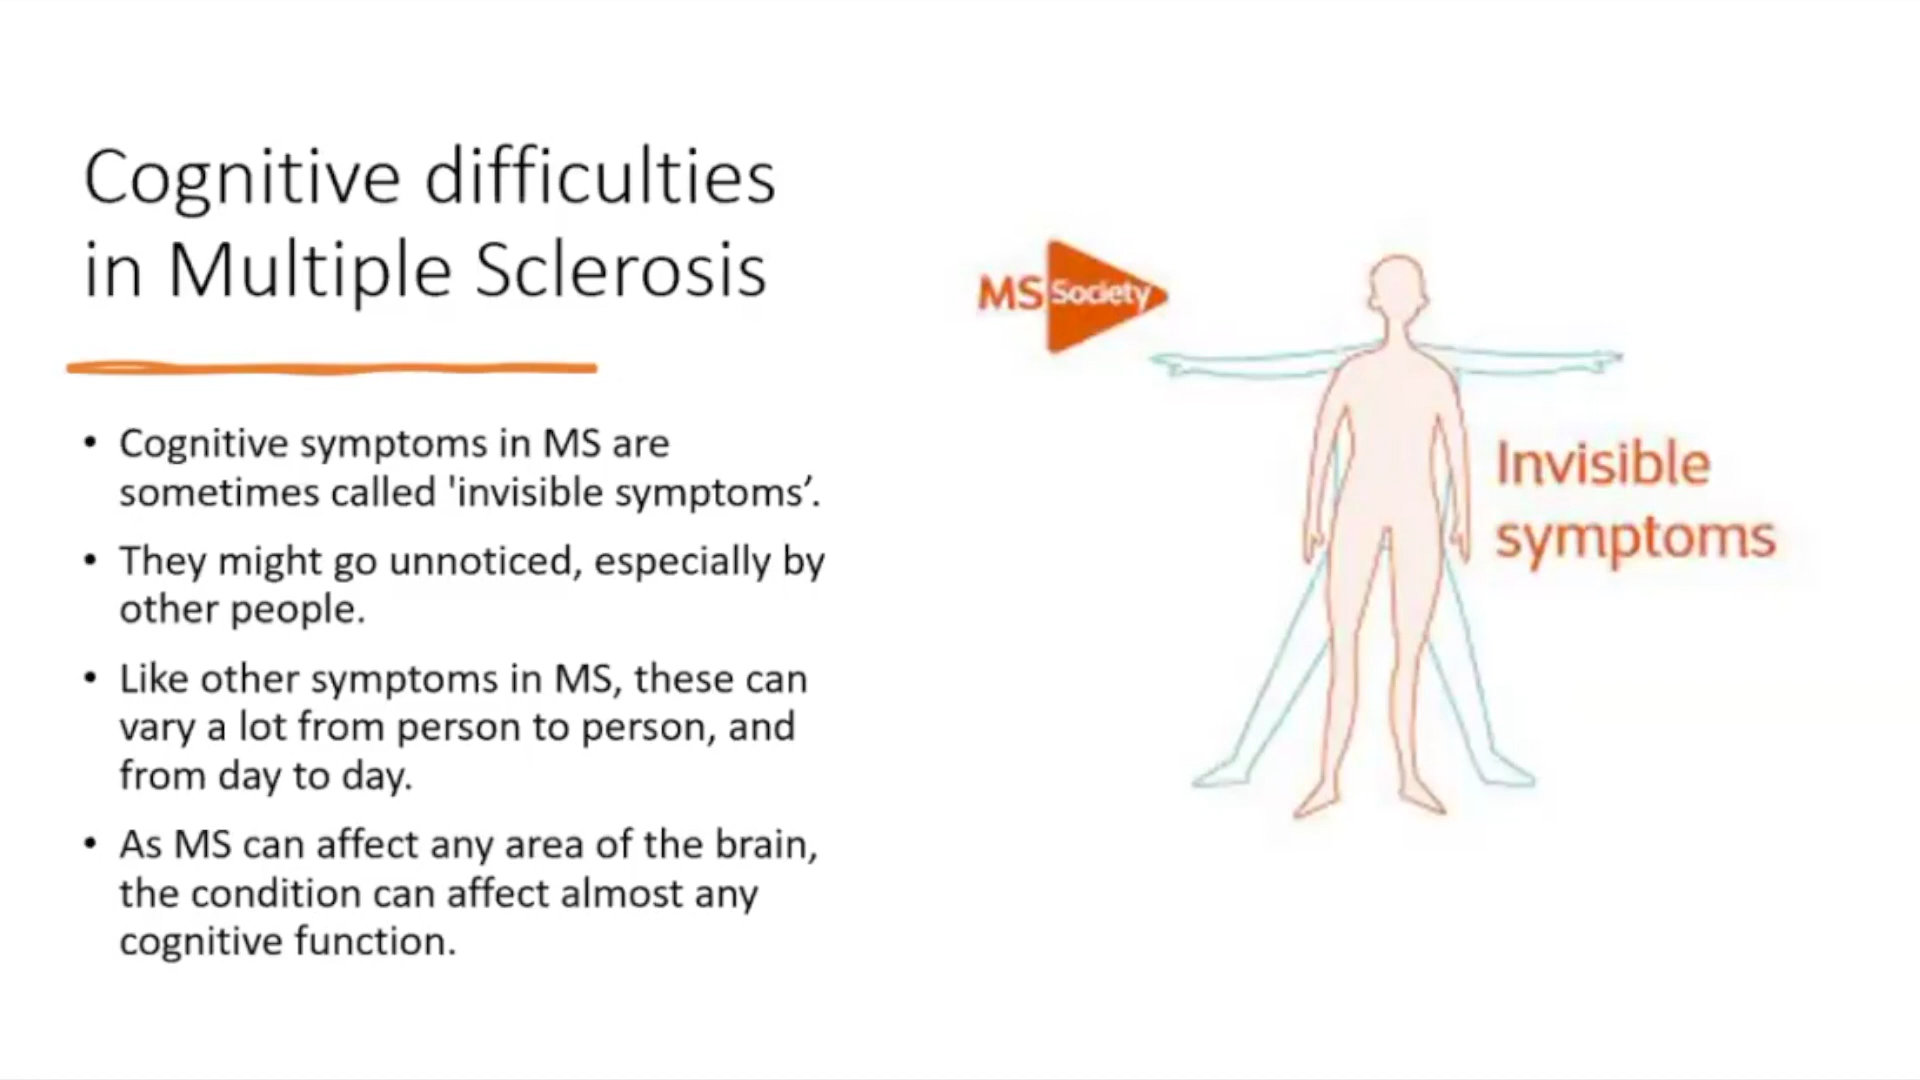 Cognitive difficulties
in Multiple Sclerosis
• Cognitive symptoms in MS are
sometimes called 'invisible symptoms’.
• They might go unnoticed, especially by
other people.
• Like other symptoms in MS, these can
vary a lot from person to person, and
from day to day.
• As MS can affect any area of the brain,
the condition can affect almost any
cognitive function.
MS Society
Invisible
symptoms